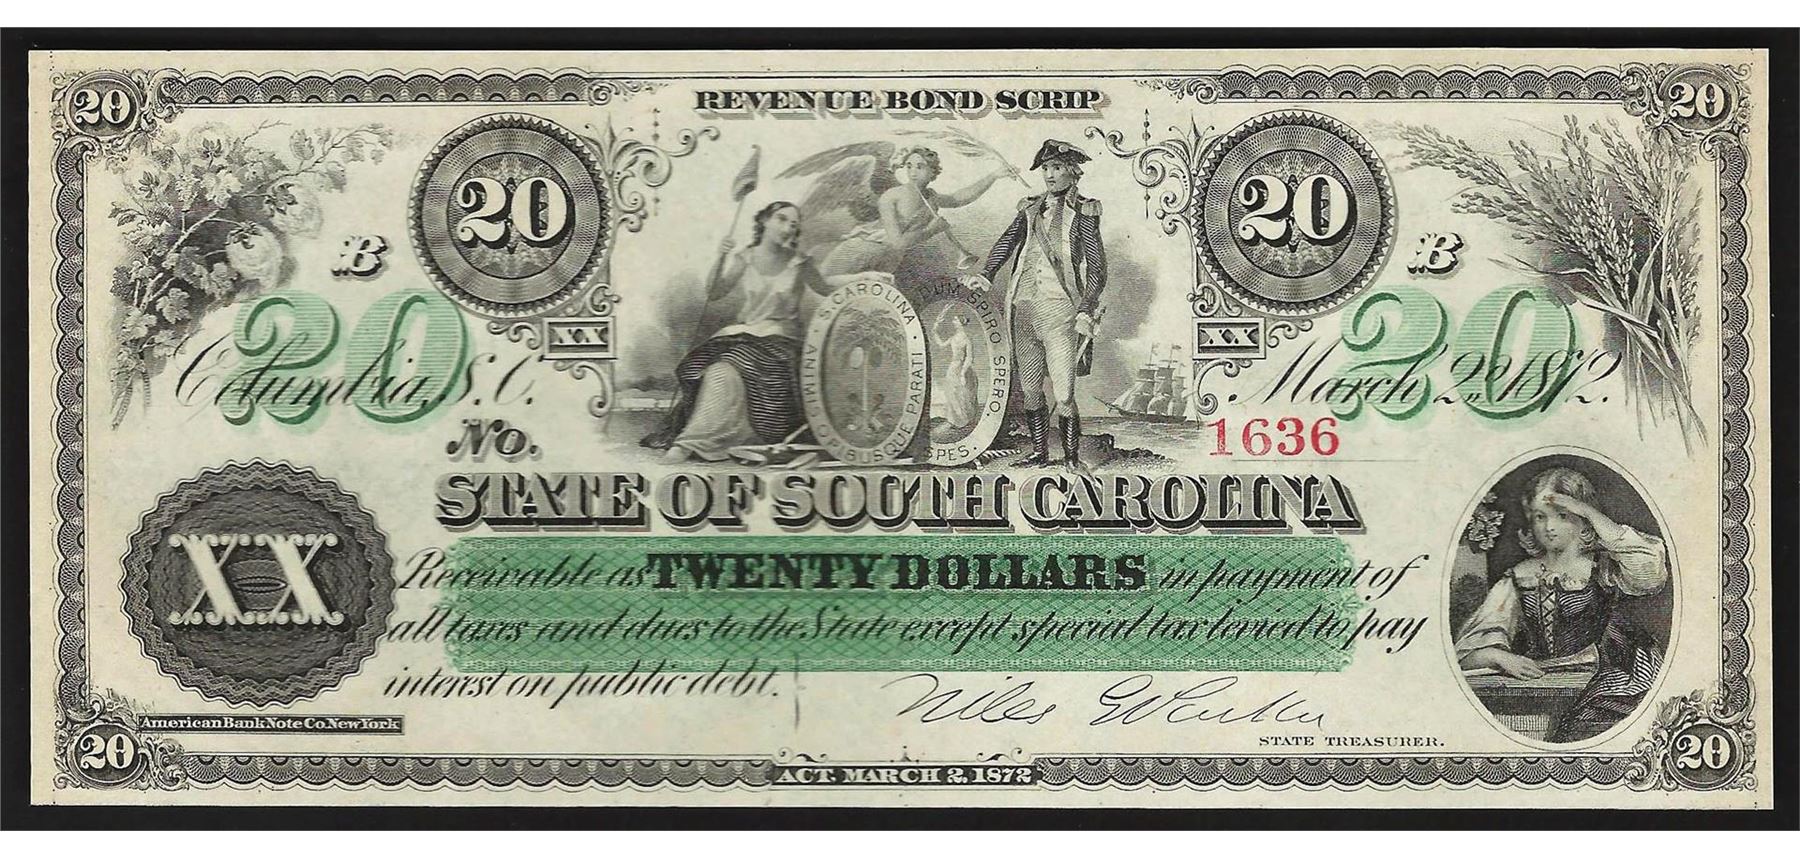 REVENUE BOND SCRIP
20 20
20 20
B B
20 20
XX XX
S. CAROLINA · ANIMIS OPIBUSQUE PARATI ·
DUM SPIRO SPERO. SPES.
Columbia, S.C. March 2nd 1872.
No. 1636
STATE OF SOUTH CAROLINA
XX
Receivable as TWENTY DOLLARS in payment of
all taxes and dues to the State except special tax levied to pay
interest on public debt.
Niles G Parker
STATE TREASURER.
American Bank Note Co. New York
20 20
ACT MARCH 2, 1872